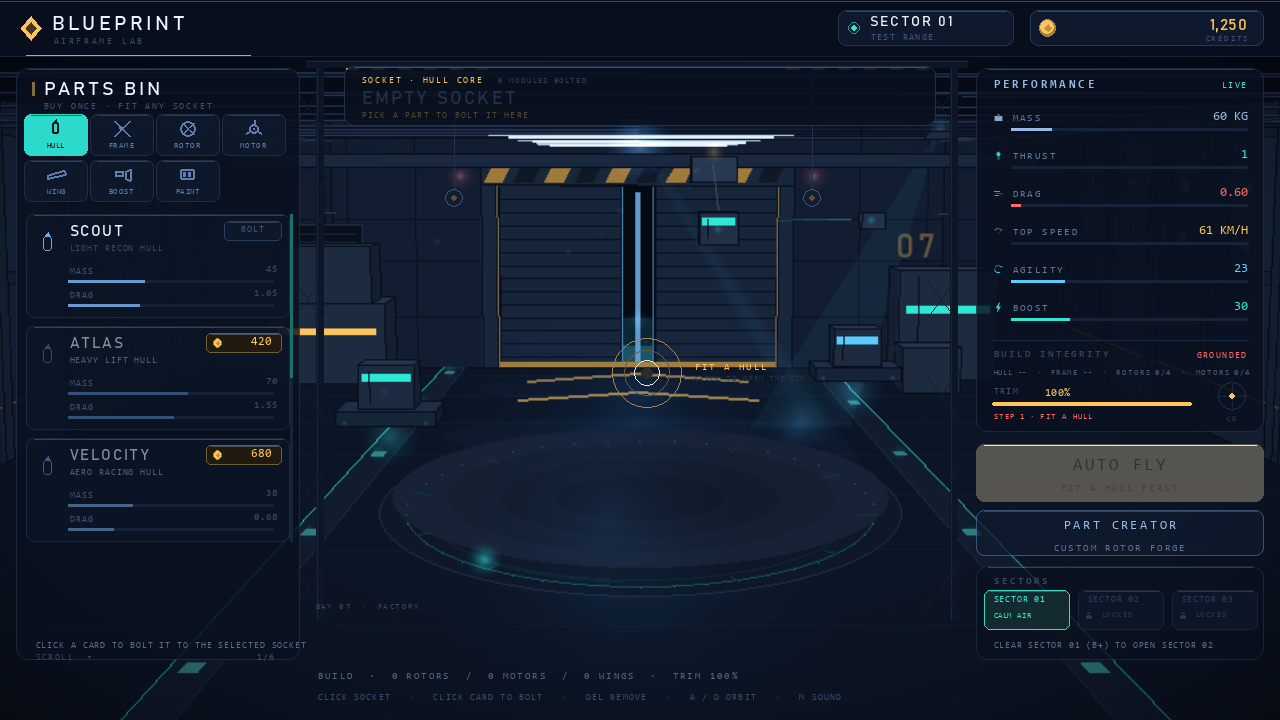 BLUEPRINT
AIRFRAME LAB
SECTOR 01
TEST RANGE
1,250
CREDITS
PARTS BIN
BUY ONCE · FIT ANY SOCKET
HULL
FRAME
ROTOR
MOTOR
WING
BOOST
PAINT
SCOUT
BOLT
LIGHT RECON HULL
MASS 45
DRAG 1.05
ATLAS
420
HEAVY LIFT HULL
MASS 70
DRAG 1.55
VELOCITY
680
AERO RACING HULL
MASS 38
DRAG 0.68
CLICK A CARD TO BOLT IT TO THE SELECTED SOCKET
SCROLL 1/6
SOCKET · HULL CORE 0 MODULES BOLTED
EMPTY SOCKET
PICK A PART TO BOLT IT HERE
07
FIT A HULL
BAY 07 · FACTORY
BUILD · 0 ROTORS / 0 MOTORS / 0 WINGS · TRIM 100%
CLICK SOCKET · CLICK CARD TO BOLT · DEL REMOVE · A / D ORBIT · M SOUND
PERFORMANCE LIVE
MASS 60 KG
THRUST 1
DRAG 0.60
TOP SPEED 61 KM/H
AGILITY 23
BOOST 30
BUILD INTEGRITY GROUNDED
HULL -- · FRAME -- · ROTORS 0/4 · MOTORS 0/4
TRIM 100%
STEP 1 · FIT A HULL
CG
AUTO FLY
FIT A HULL FIRST
PART CREATOR
CUSTOM ROTOR FORGE
SECTORS
SECTOR 01
CALM AIR
SECTOR 02
LOCKED
SECTOR 03
LOCKED
CLEAR SECTOR 01 (B+) TO OPEN SECTOR 02